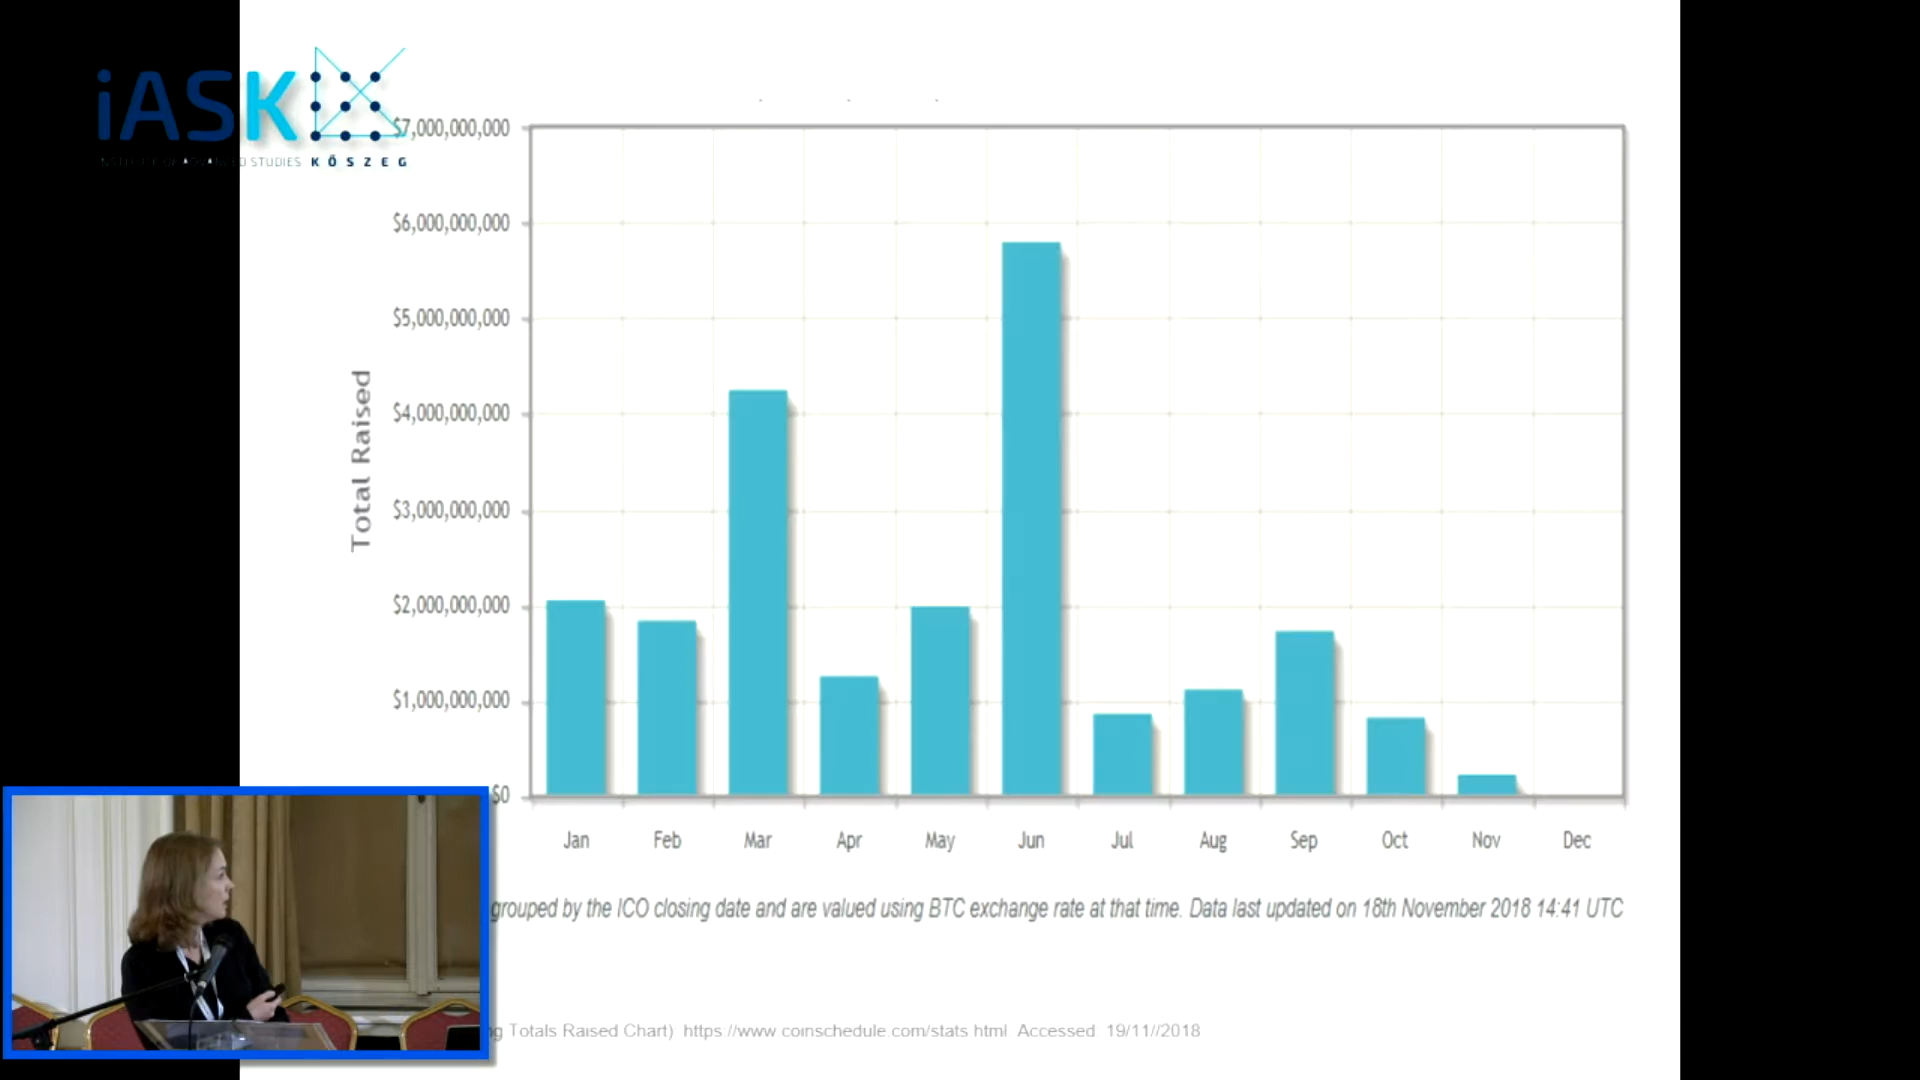 iASK
INSTITUTE OF ADVANCED STUDIES KŐSZEG
$7,000,000,000
$6,000,000,000
$5,000,000,000
$4,000,000,000
$3,000,000,000
$2,000,000,000
$1,000,000,000
$0
Total Raised
Jan Feb Mar Apr May Jun Jul Aug Sep Oct Nov Dec
grouped by the ICO closing date and are valued using BTC exchange rate at that time. Data last updated on 18th November 2018 14:41 UTC
Totals Raised Chart) https://www.coinschedule.com/stats.html Accessed 19/11//2018